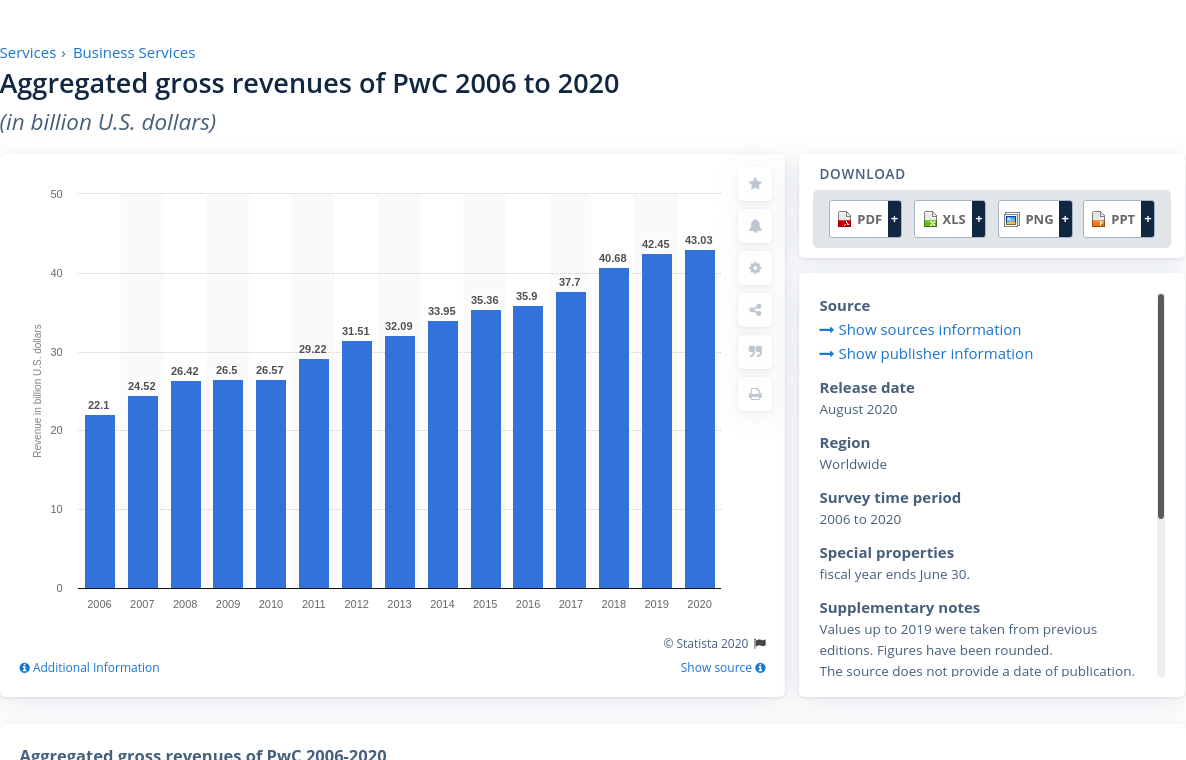 Services › Business Services
Aggregated gross revenues of PwC 2006 to 2020
(in billion U.S. dollars)
50
40
30
20
10
0
Revenue in billion U.S. dollars
22.1
24.52
26.42
26.5
26.57
29.22
31.51
32.09
33.95
35.36
35.9
37.7
40.68
42.45
43.03
2006 2007 2008 2009 2010 2011 2012 2013 2014 2015 2016 2017 2018 2019 2020
© Statista 2020
Additional Information
Show source
DOWNLOAD
PDF + XLS + PNG + PPT +
Source
Show sources information
Show publisher information
Release date
August 2020
Region
Worldwide
Survey time period
2006 to 2020
Special properties
fiscal year ends June 30.
Supplementary notes
Values up to 2019 were taken from previous
editions. Figures have been rounded.
The source does not provide a date of publication.
Aggregated gross revenues of PwC 2006-2020